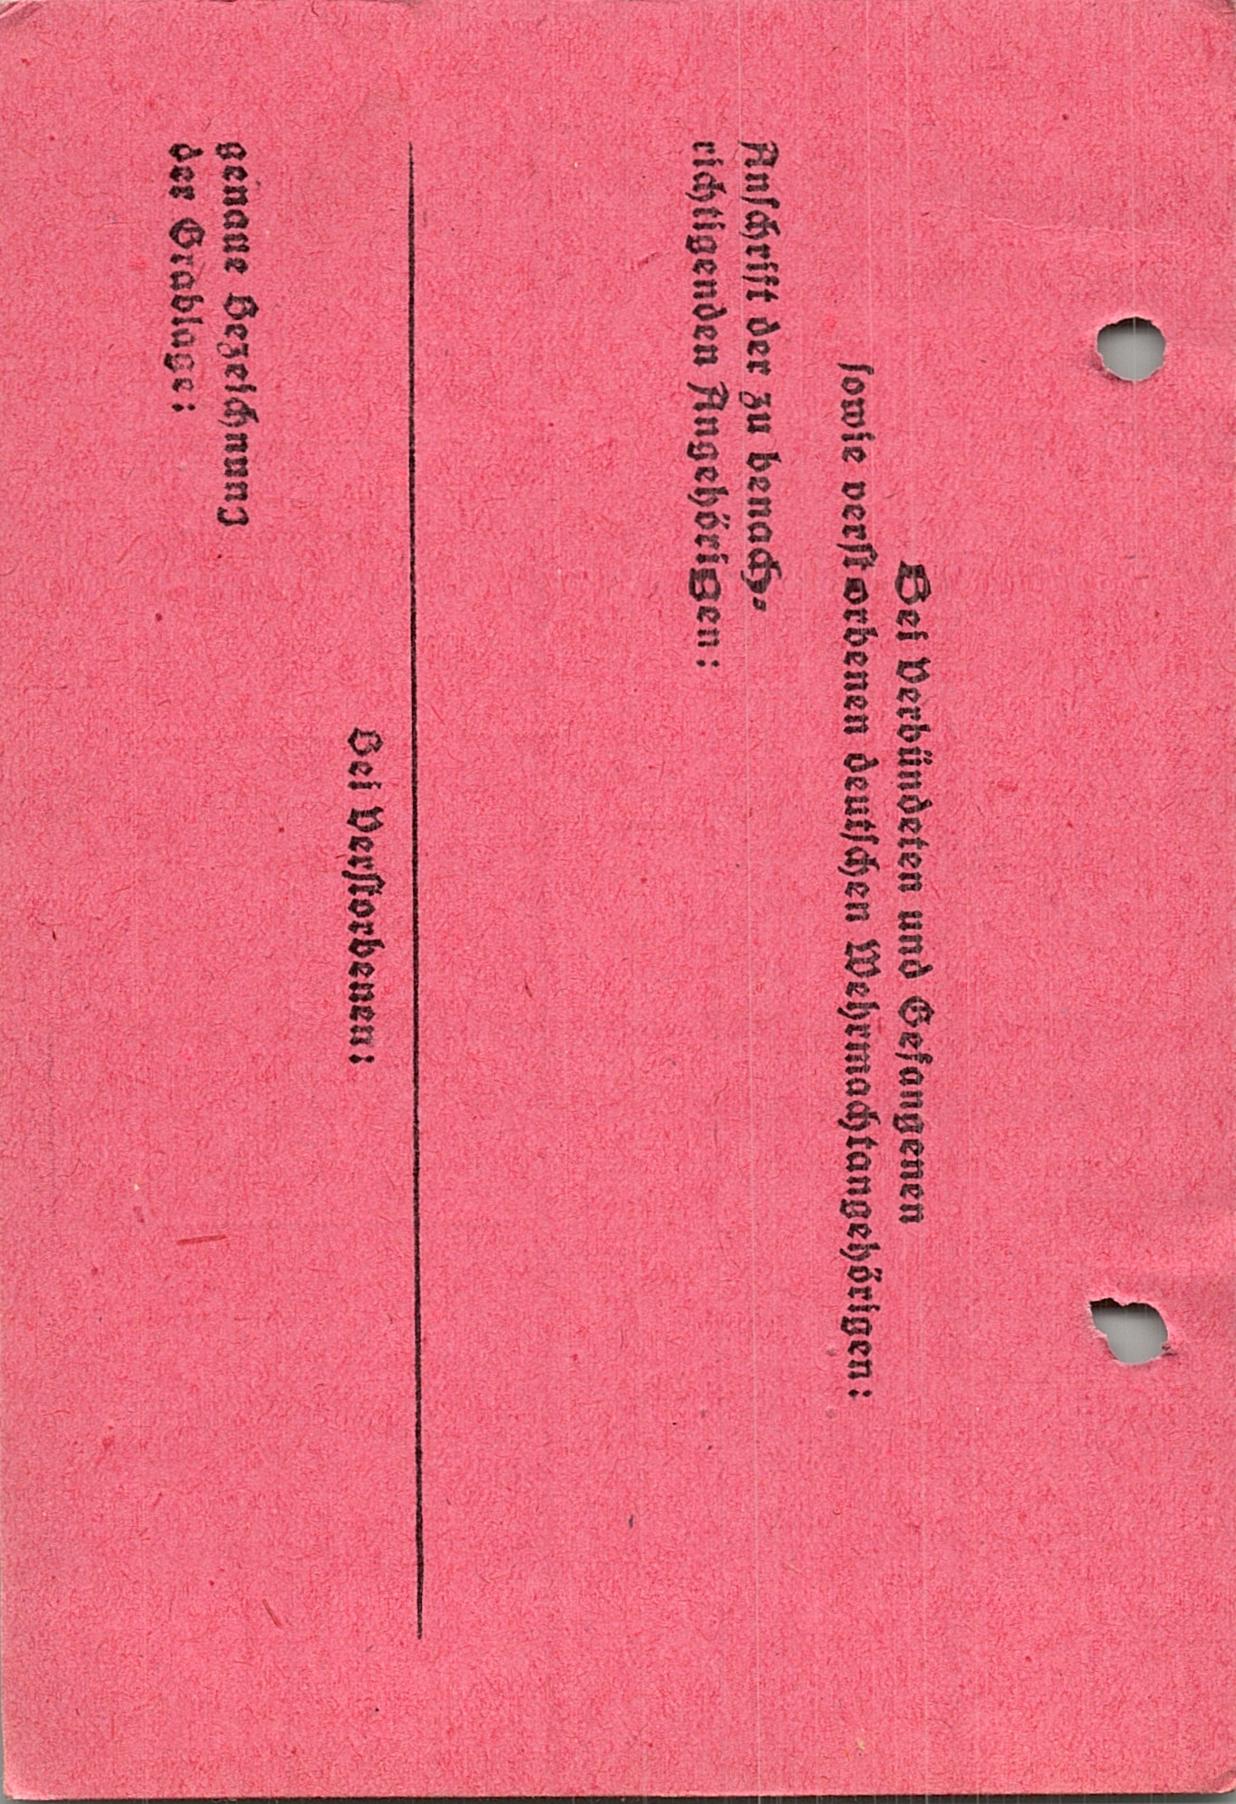 Bei Verbündeten und Gefangenen
sowie verstorbenen deutschen Wehrmachtangehörigen:
Anschrift der zu benach-
richtigenden Angehörigen:
Bei Verstorbenen:
genaue Bezeichnung
der Grablage: